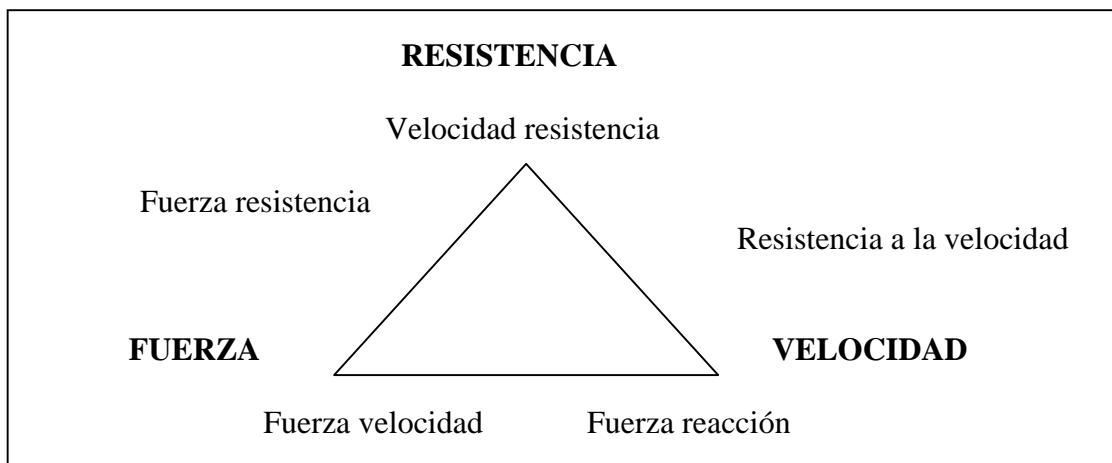 RESISTENCIA
Velocidad resistencia
Fuerza resistencia
Resistencia a la velocidad
FUERZA
VELOCIDAD
Fuerza velocidad
Fuerza reacción